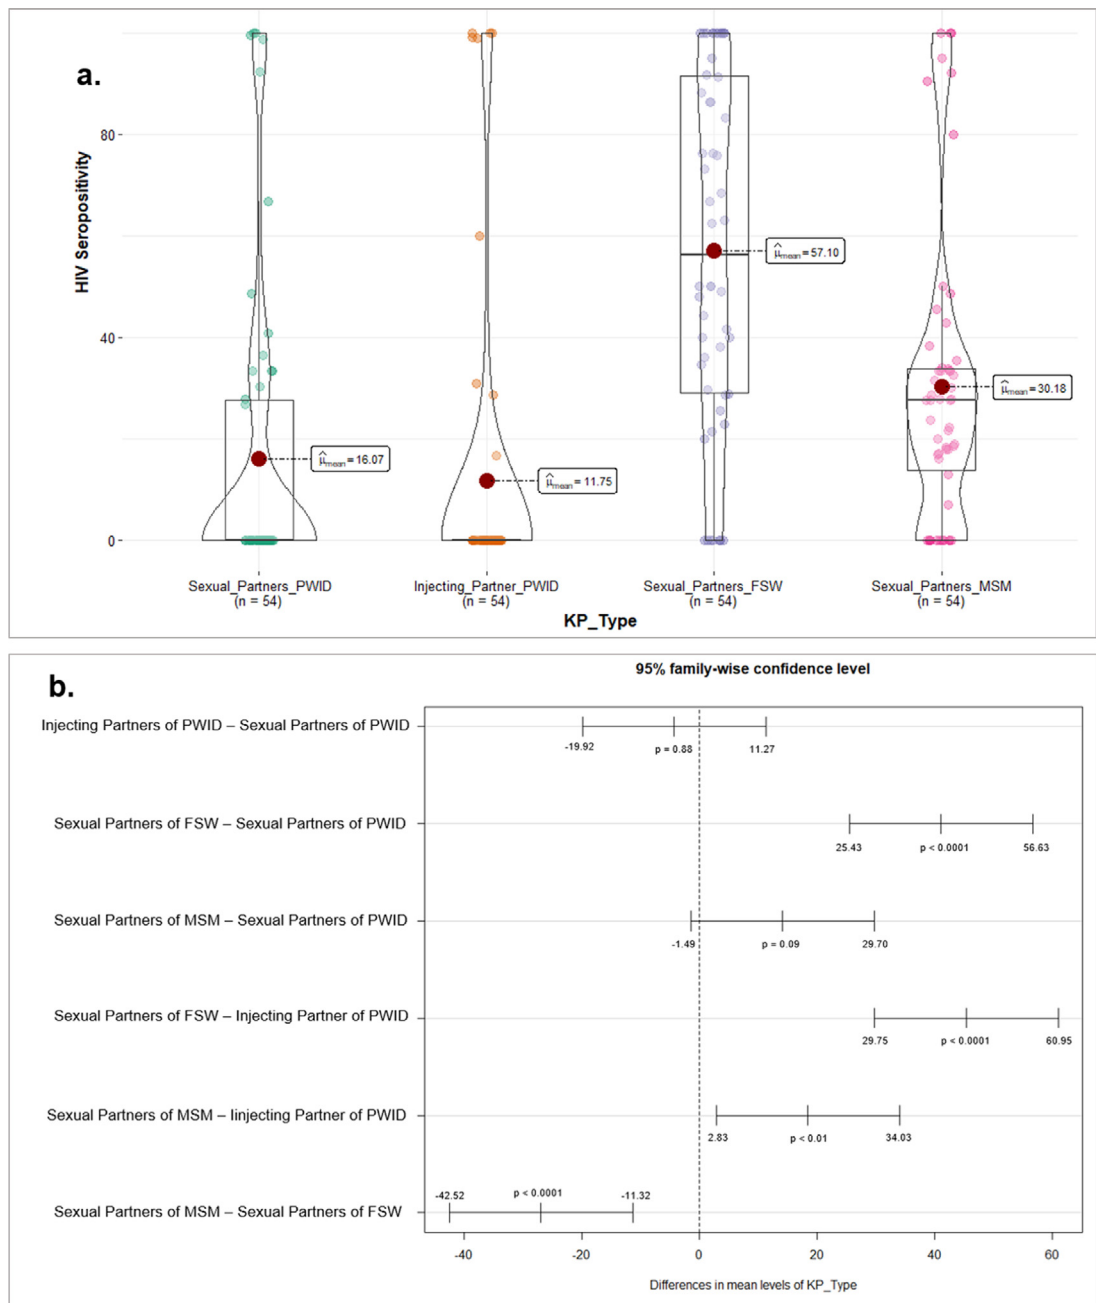 a.
HIV Seropositivity
80
40
0
μ̂mean = 16.07
μ̂mean = 11.75
μ̂mean = 57.10
μ̂mean = 30.18
Sexual_Partners_PWID
(n = 54)
Injecting_Partner_PWID
(n = 54)
Sexual_Partners_FSW
(n = 54)
Sexual_Partners_MSM
(n = 54)
KP_Type
b.
95% family-wise confidence level
Injecting Partners of PWID – Sexual Partners of PWID
-19.92 p = 0.88 11.27
Sexual Partners of FSW – Sexual Partners of PWID
25.43 p < 0.0001 56.63
Sexual Partners of MSM – Sexual Partners of PWID
-1.49 p = 0.09 29.70
Sexual Partners of FSW – Injecting Partner of PWID
29.75 p < 0.0001 60.95
Sexual Partners of MSM – Iinjecting Partner of PWID
2.83 p < 0.01 34.03
-42.52 p < 0.0001 -11.32
Sexual Partners of MSM – Sexual Partners of FSW
-40 -20 0 20 40 60
Differences in mean levels of KP_Type